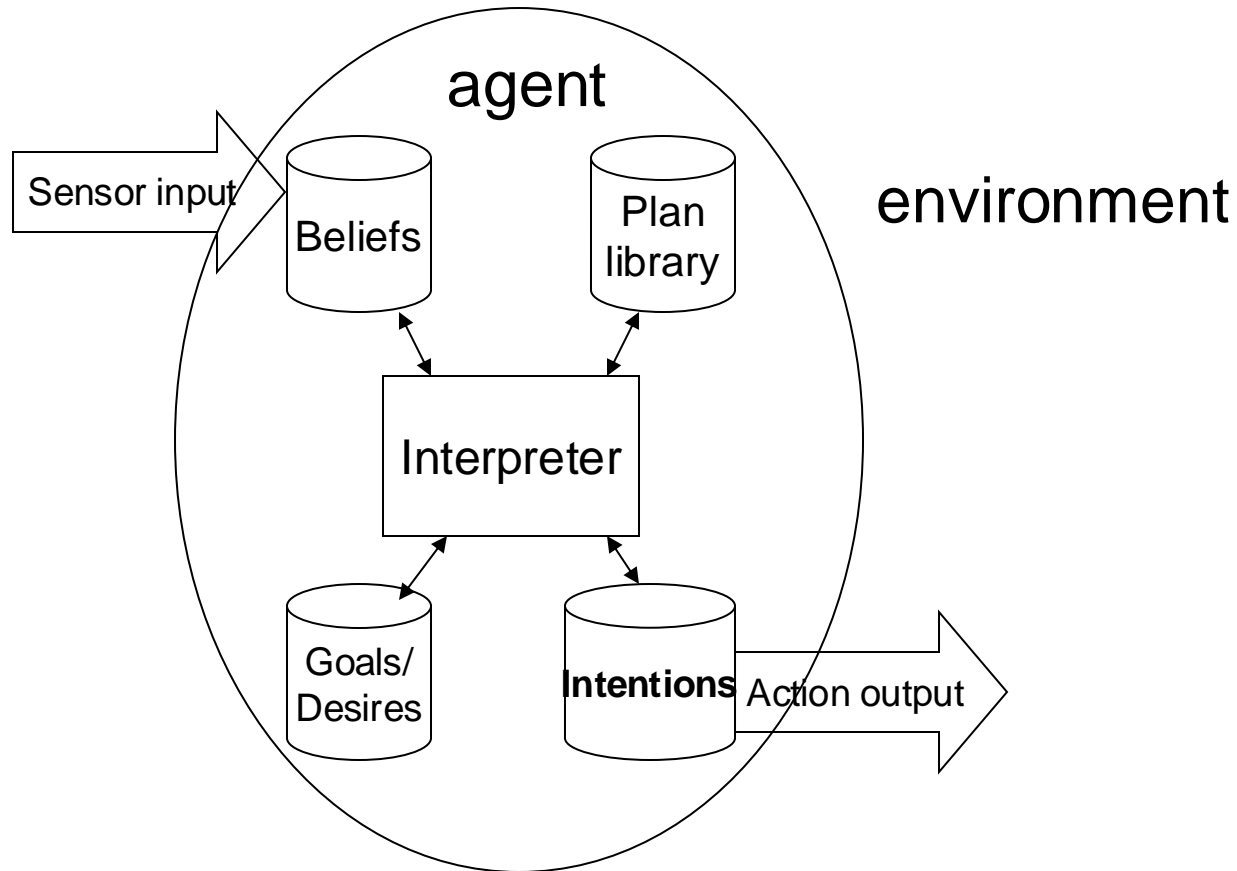 agent
Sensor input
Beliefs
Plan
library
environment
Interpreter
Goals/
Desires
Intentions
Action output